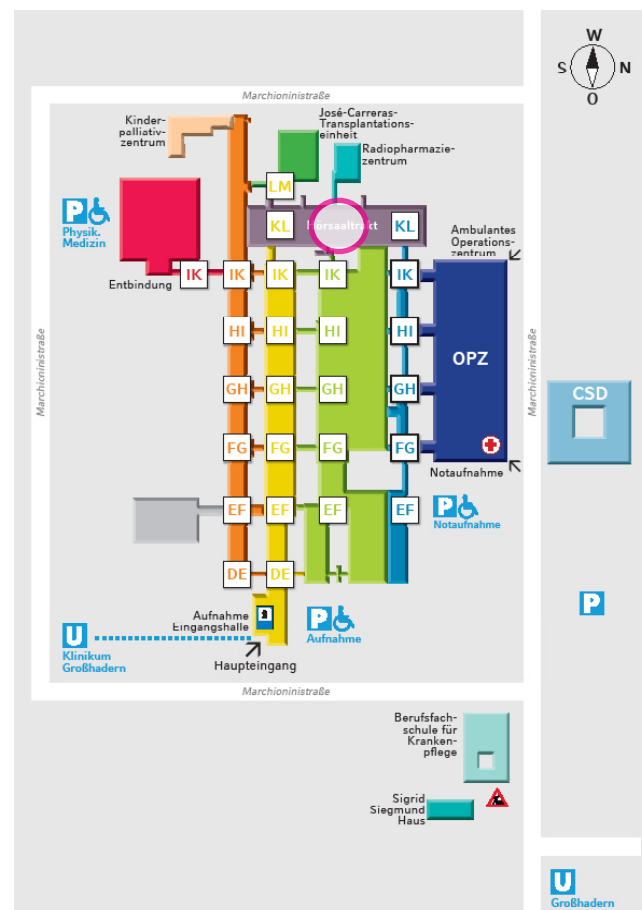 W
S
N
O
Marchioninistraße
Kinder-
palliativ-
zentrum
José-Carreras-
Transplantations-
einheit
Radiopharmazie-
zentrum
LM
P
Physik.
Medizin
KL
Hörsaaltrakt
KL
Ambulantes
Operations-
zentrum
Entbindung
IK
IK
IK
IK
IK
Marchioninistraße
HI
HI
HI
HI
OPZ
Marchioninistraße
CSD
GH
GH
GH
GH
FG
FG
FG
FG
Notaufnahme
EF
EF
EF
EF
P
Notaufnahme
DE
DE
P
Aufnahme
Eingangshalle
P
Aufnahme
U
Klinikum
Großhadern
Haupteingang
Marchioninistraße
Berufsfach-
schule für
Kranken-
pflege
Sigrid
Siegmund
Haus
U
Großhadern